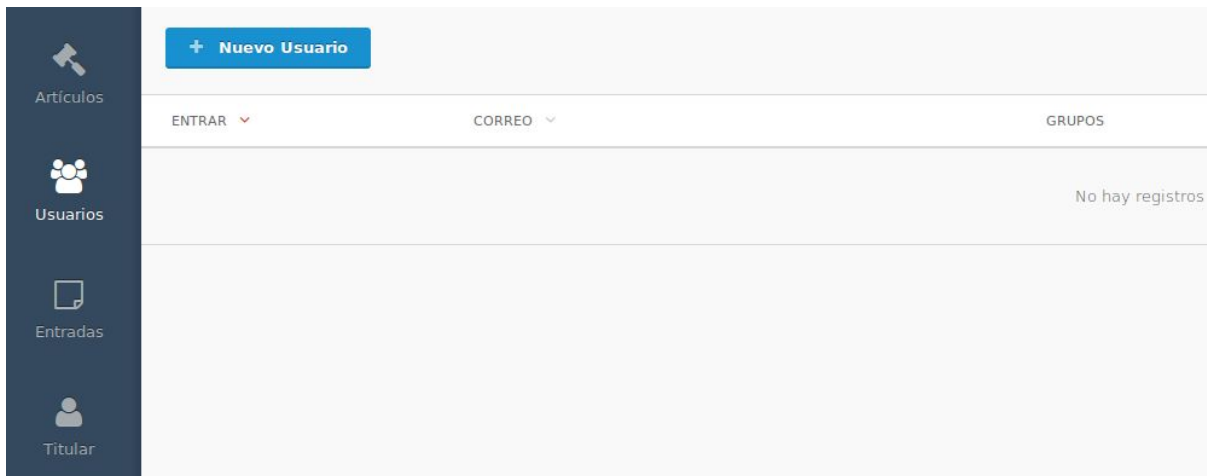 Artículos
Usuarios
Entradas
Titular
+ Nuevo Usuario
ENTRAR CORREO GRUPOS
No hay registros